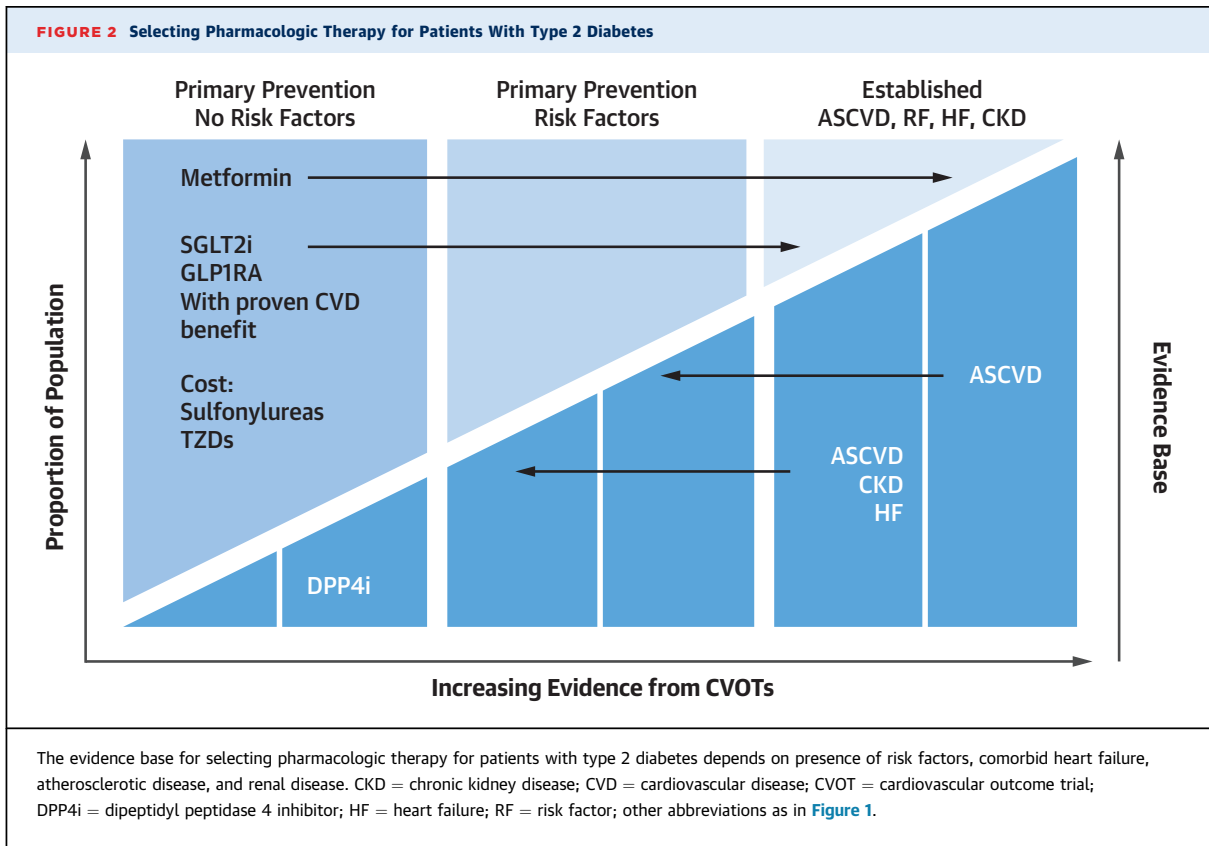 FIGURE 2 Selecting Pharmacologic Therapy for Patients With Type 2 Diabetes
Primary Prevention
No Risk Factors
Primary Prevention
Risk Factors
Established
ASCVD, RF, HF, CKD
Proportion of Population
Metformin
SGLT2i
GLP1RA
With proven CVD
benefit
Cost:
Sulfonylureas
TZDs
DPP4i
ASCVD
ASCVD
CKD
HF
Evidence Base
Increasing Evidence from CVOTs
The evidence base for selecting pharmacologic therapy for patients with type 2 diabetes depends on presence of risk factors, comorbid heart failure,
atherosclerotic disease, and renal disease. CKD = chronic kidney disease; CVD = cardiovascular disease; CVOT = cardiovascular outcome trial;
DPP4i = dipeptidyl peptidase 4 inhibitor; HF = heart failure; RF = risk factor; other abbreviations as in Figure 1.